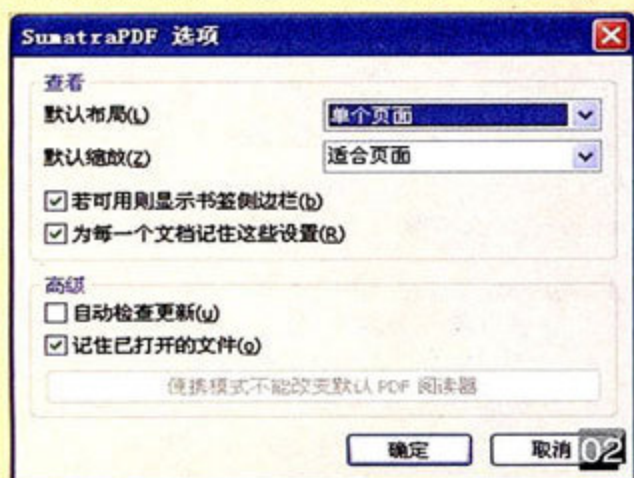 SumatraPDF 选项
查看
默认布局(L) 单个页面
默认缩放(Z) 适合页面
若可用则显示书签侧边栏(b)
为每一个文档记住这些设置(R)
高级
自动检查更新(u)
记住已打开的文件(o)
便携模式不能改变默认 PDF 阅读器
确定 取消 02